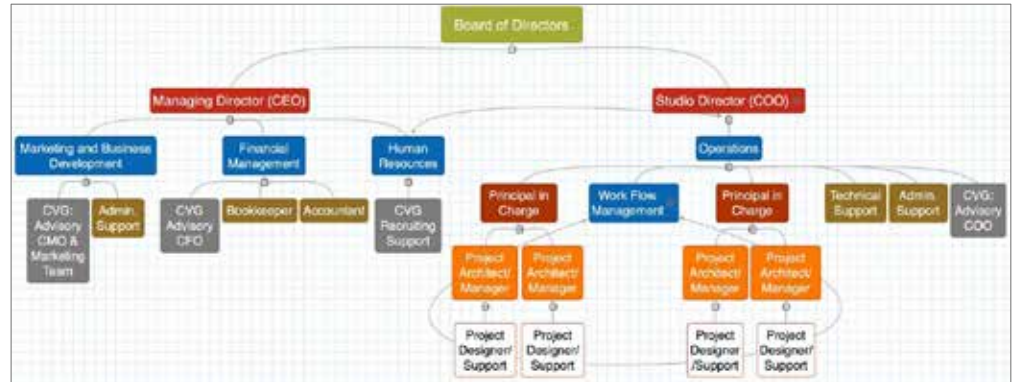 Board of Directors
Managing Director (CEO)
Studio Director (COO)
Marketing and Business
Development
Financial
Management
Human
Resources
Operations
CVG:
Advisory
CMO &
Marketing
Team
Admin.
Support
CVG
Advisory
CFO
Bookkeeper
Accountant
CVG
Recruiting
Support
Principal in
Charge
Work Flow
Management
Principal in
Charge
Technical
Support
Admin.
Support
CVG:
Advisory
COO
Project
Architect/
Manager
Project
Architect/
Manager
Project
Architect/
Manager
Project
Architect/
Manager
Project
Designer/
Support
Project
Designer/
Support
Project
Designer
/Support
Project
Designer/
Support